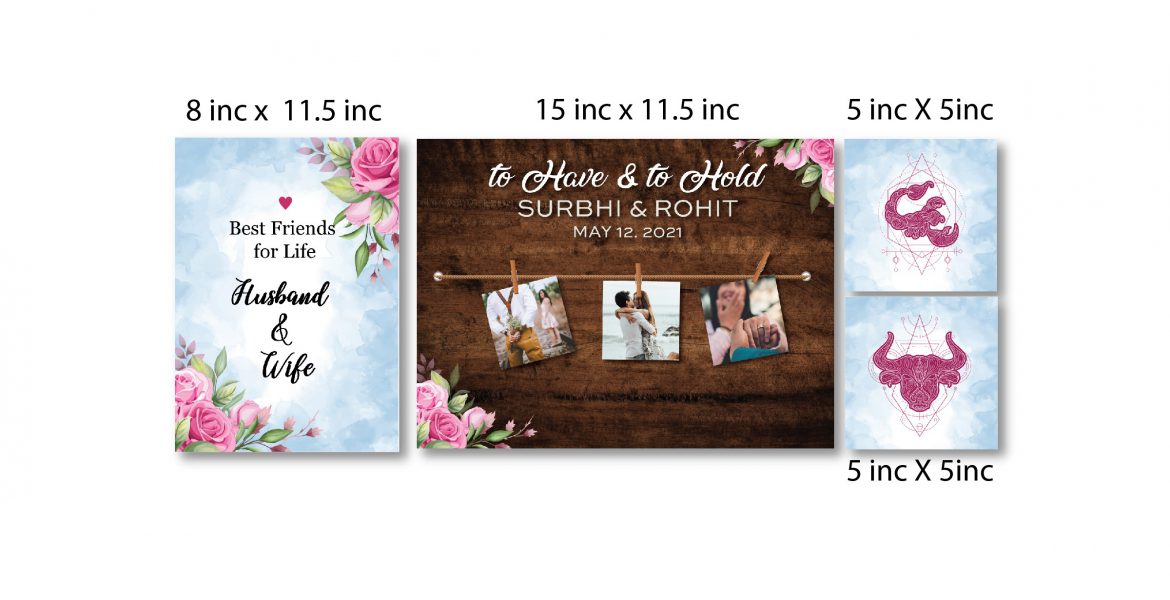 8 inc x 11.5 inc
15 inc x 11.5 inc
5 inc X 5inc
Best Friends
for Life
Husband
&
Wife
to Have & to Hold
SURBHI & ROHIT
MAY 12. 2021
5 inc X 5inc